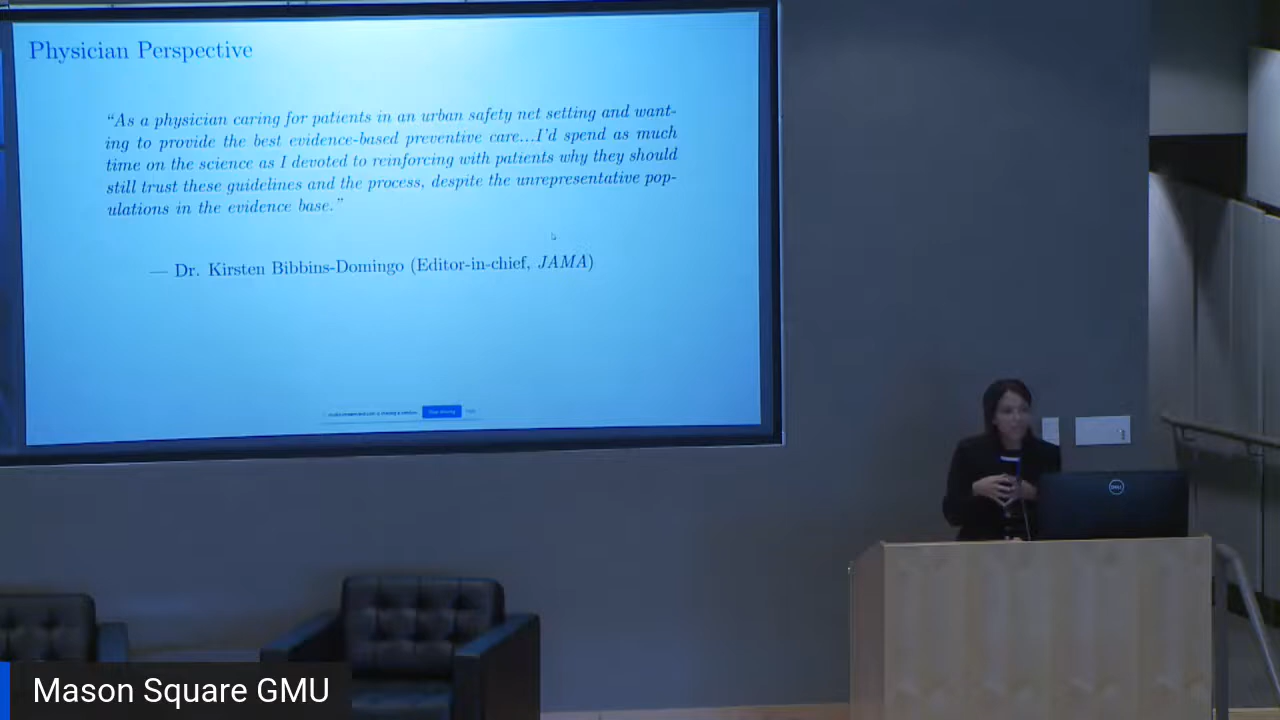 Physician Perspective
“As a physician caring for patients in an urban safety net setting and want-
ing to provide the best evidence-based preventive care...I’d spend as much
time on the science as I devoted to reinforcing with patients why they should
still trust these guidelines and the process, despite the unrepresentative pop-
ulations in the evidence base.”
— Dr. Kirsten Bibbins-Domingo (Editor-in-chief, JAMA)
DELL
Mason Square GMU